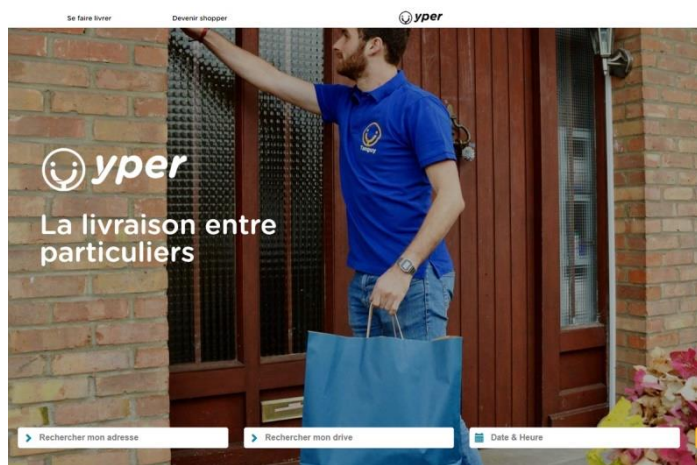 Se faire livrer
Devenir shopper
yper
yper
La livraison entre
particuliers
Rechercher mon adresse
Rechercher mon drive
Date & Heure